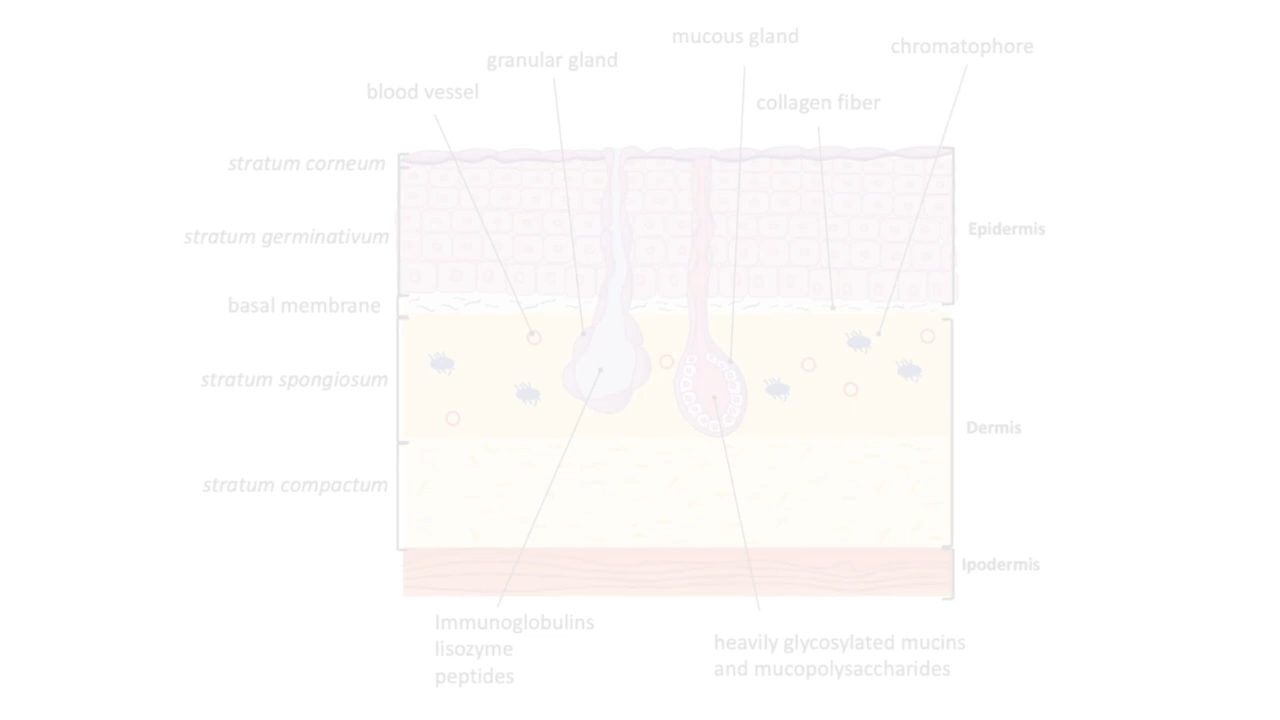 mucous gland
chromatophore
granular gland
blood vessel
collagen fiber
stratum corneum
stratum germinativum
Epidermis
basal membrane
stratum spongiosum
Dermis
stratum compactum
Ipodermis
Immunoglobulins
lisozyme
peptides
heavily glycosylated mucins
and mucopolysaccharides